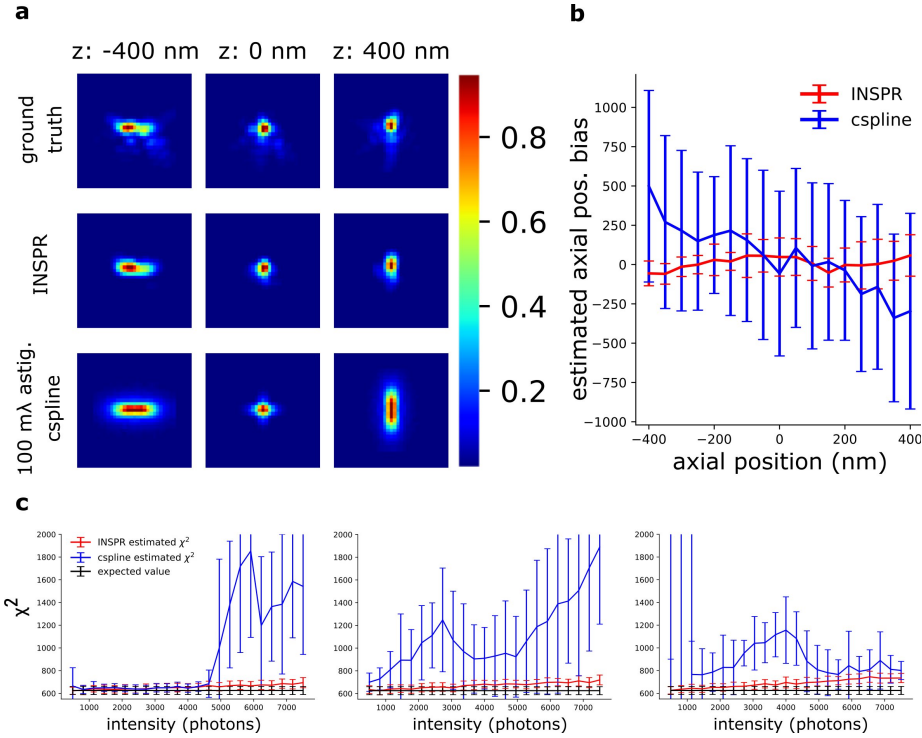 a
z: -400 nm z: 0 nm z: 400 nm
ground
truth
INSPR
100 mλ astig.
cspline
0.8
0.6
0.4
0.2
b
INSPR
cspline
estimated axial pos. bias
1000
750
500
250
0
−250
−500
−750
−1000
−400 −200 0 200 400
axial position (nm)
c
INSPR estimated χ²
cspline estimated χ²
expected value
χ2
2000
1800
1600
1400
1200
1000
800
600
1000 2000 3000 4000 5000 6000 7000
intensity (photons)
2000
1800
1600
1400
1200
1000
800
600
1000 2000 3000 4000 5000 6000 7000
intensity (photons)
2000
1800
1600
1400
1200
1000
800
600
1000 2000 3000 4000 5000 6000 7000
intensity (photons)